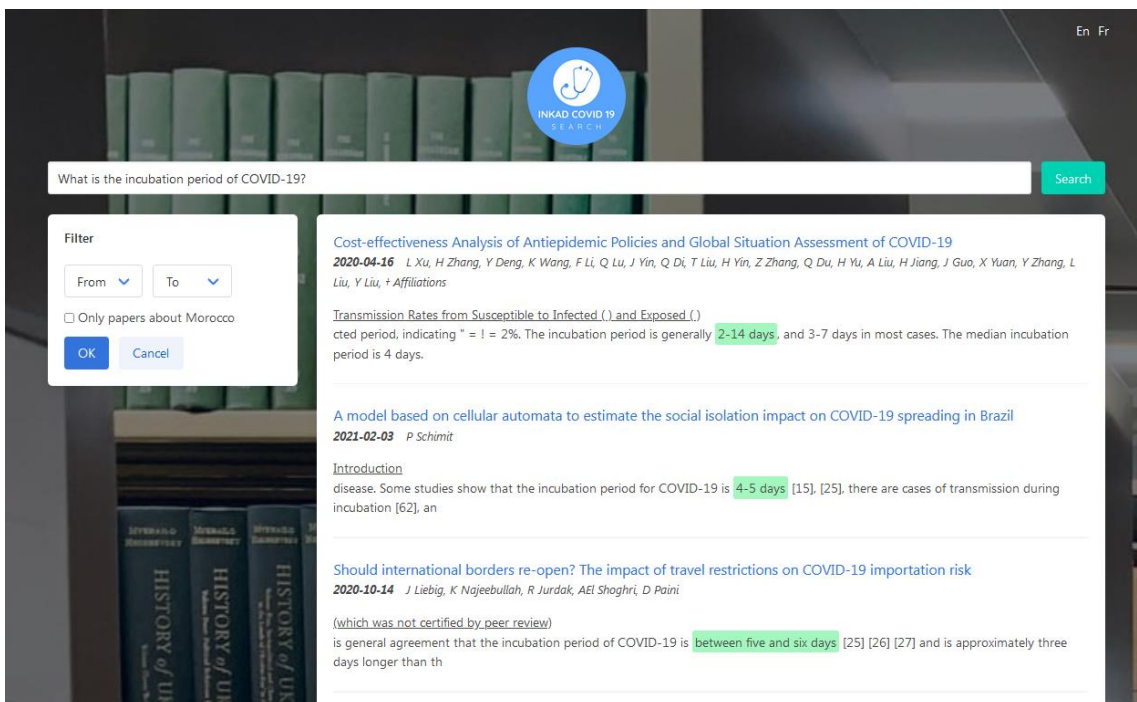 En Fr
INKAD COVID 19
SEARCH
What is the incubation period of COVID-19?
Search
Filter
From To
Only papers about Morocco
OK Cancel
Cost-effectiveness Analysis of Antiepidemic Policies and Global Situation Assessment of COVID-19
2020-04-16 L Xu, H Zhang, Y Deng, K Wang, F Li, Q Lu, J Yin, Q Di, T Liu, H Yin, Z Zhang, Q Du, H Yu, A Liu, H Jiang, J Guo, X Yuan, Y Zhang, L
Liu, Y Liu, + Affiliations
Transmission Rates from Susceptible to Infected ( ) and Exposed ( )
cted period, indicating " = ! = 2%. The incubation period is generally 2-14 days, and 3-7 days in most cases. The median incubation
period is 4 days.
A model based on cellular automata to estimate the social isolation impact on COVID-19 spreading in Brazil
2021-02-03 P Schimit
Introduction
disease. Some studies show that the incubation period for COVID-19 is 4-5 days [15], [25], there are cases of transmission during
incubation [62], an
Should international borders re-open? The impact of travel restrictions on COVID-19 importation risk
2020-10-14 J Liebig, K Najeebullah, R Jurdak, AEl Shoghri, D Paini
(which was not certified by peer review)
is general agreement that the incubation period of COVID-19 is between five and six days [25] [26] [27] and is approximately three
days longer than th
HISTORY of UK
HISTORY of UK
HISTORY of UK